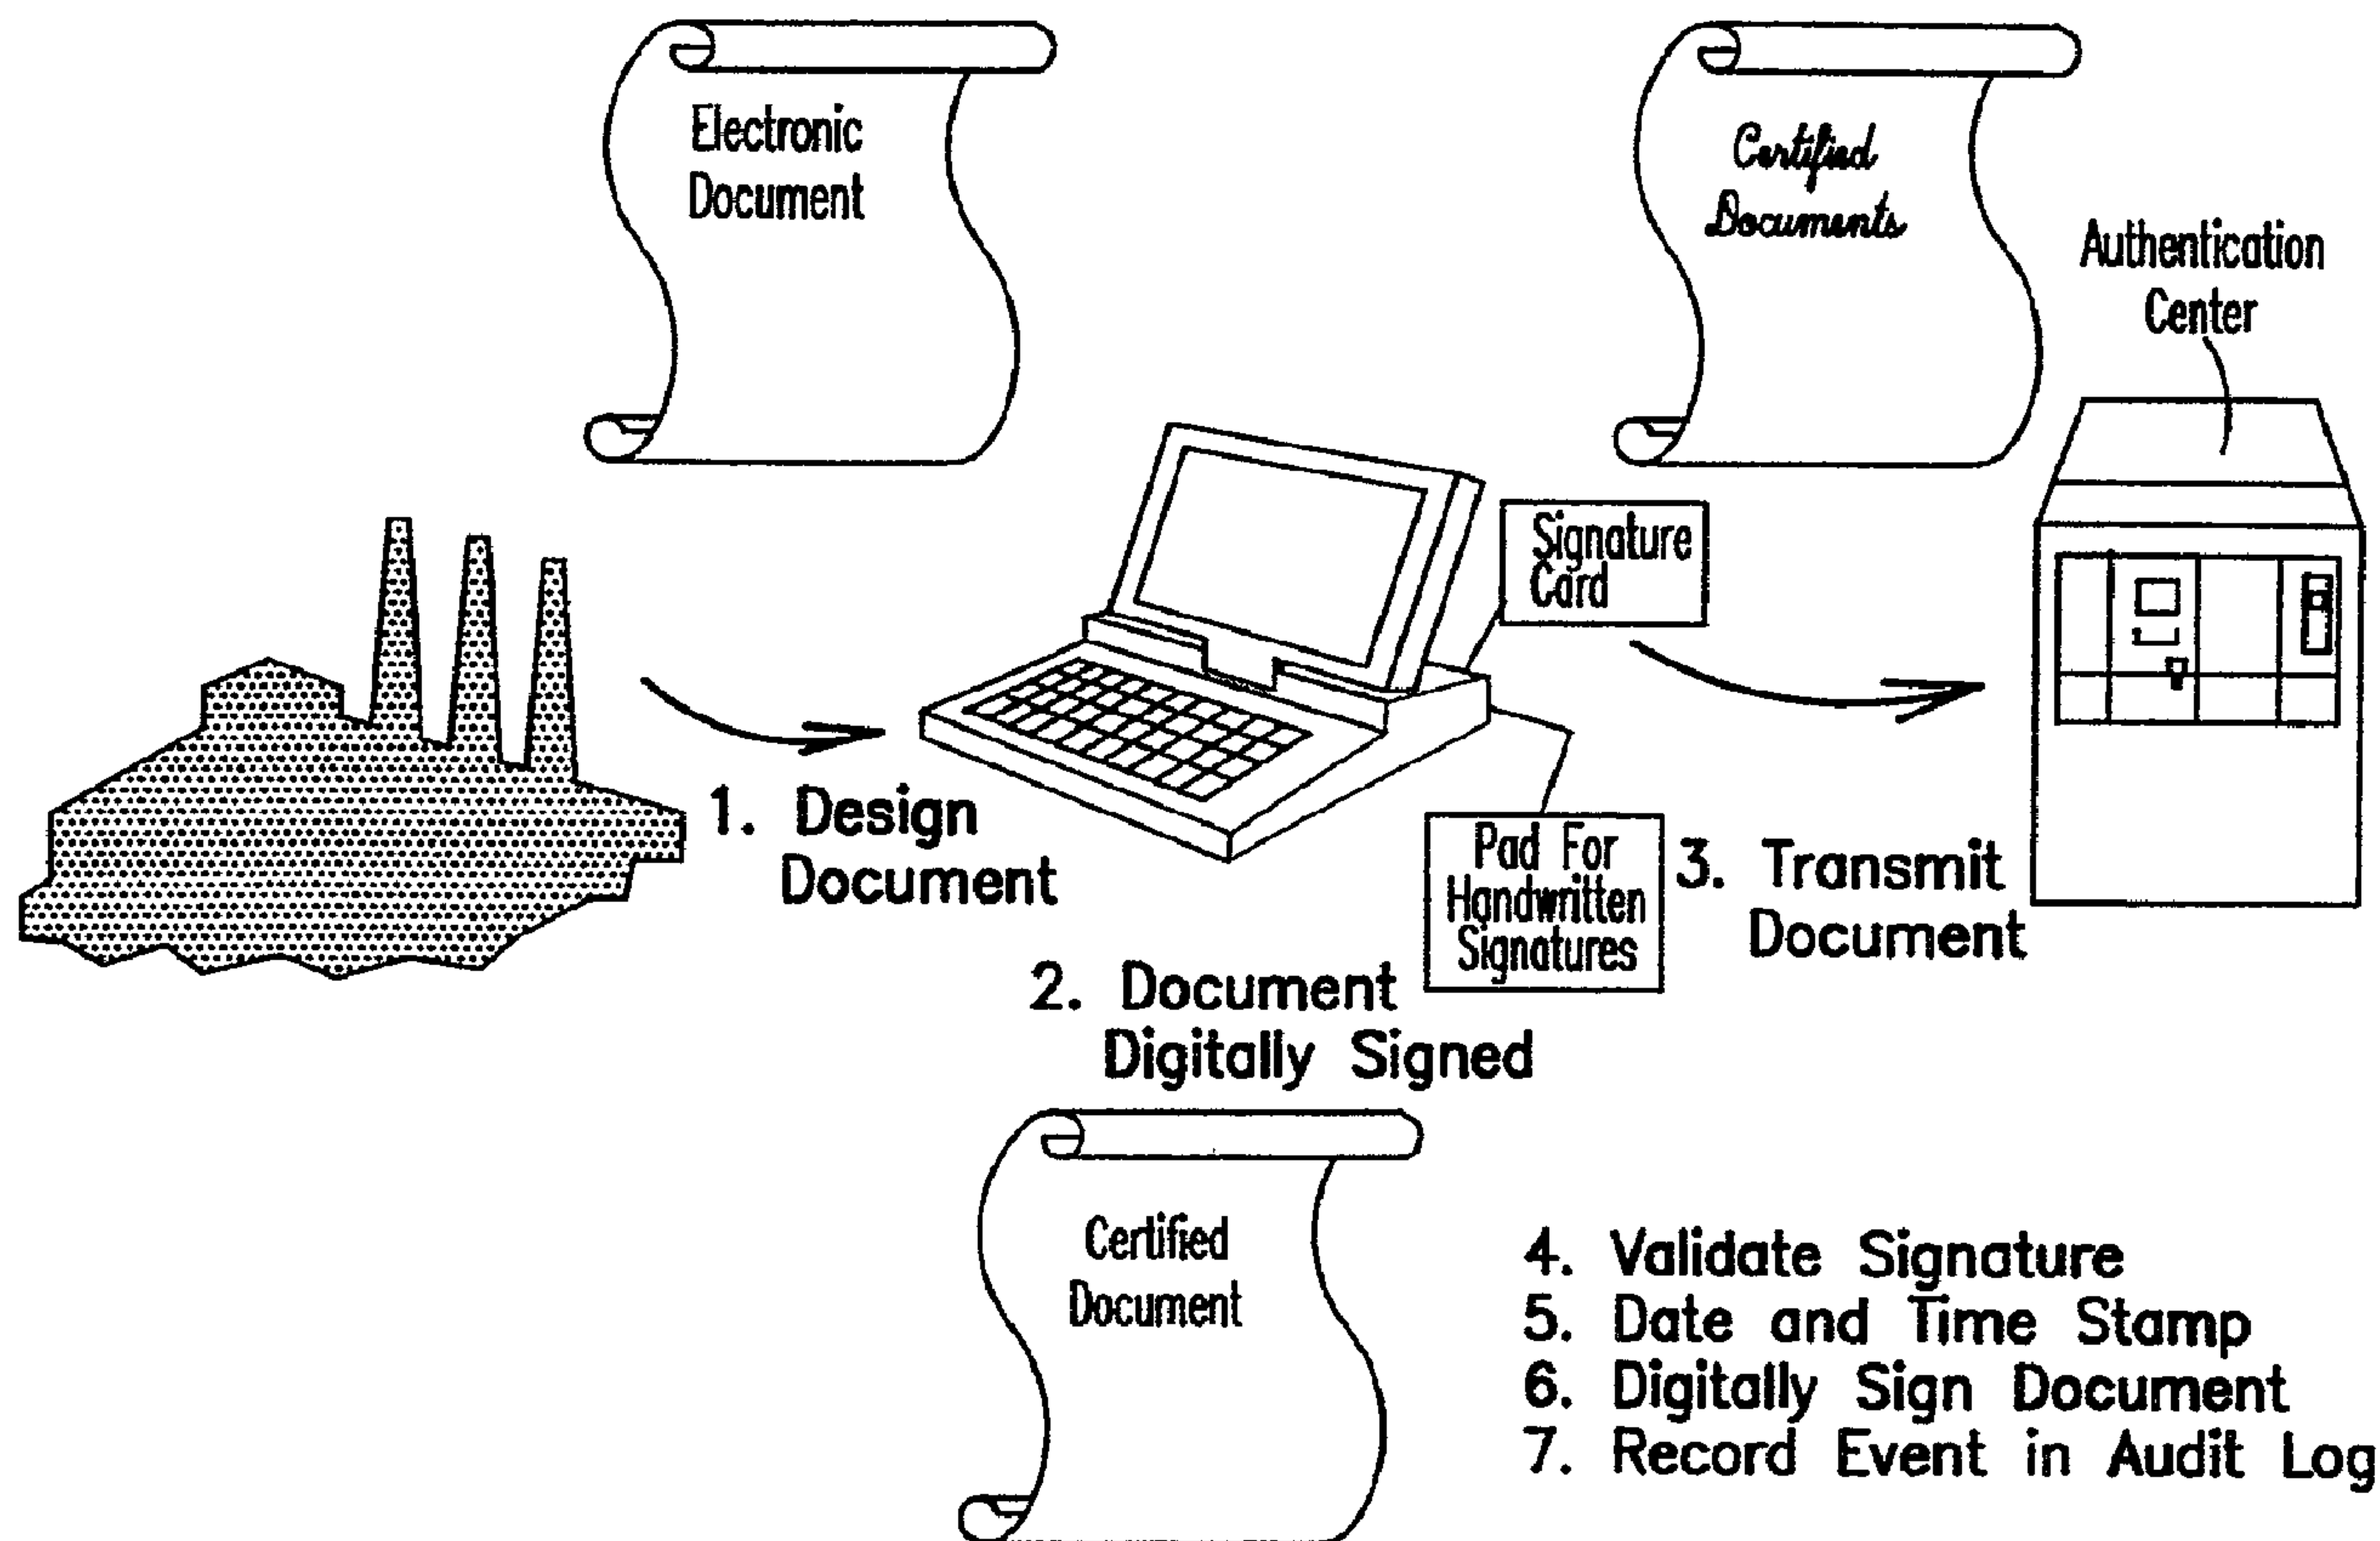 Electronic
Document
Certified
Documents
Authentication
Center
Signature
Card
1. Design
Document
Pad For
Handwritten
Signatures
3. Transmit
Document
2. Document
Digitally Signed
Certified
Document
4. Validate Signature
5. Date and Time Stamp
6. Digitally Sign Document
7. Record Event in Audit Log